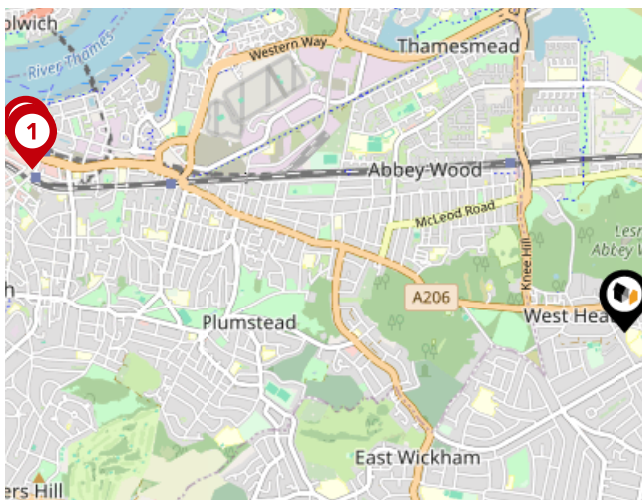 olwich
River Thames
Western Way
Thamesmead
1
Abbey Wood
McLeod Road
Lesn
Abbey W
Knee Hill
A206
West Hea
h
Plumstead
East Wickham
ers Hill